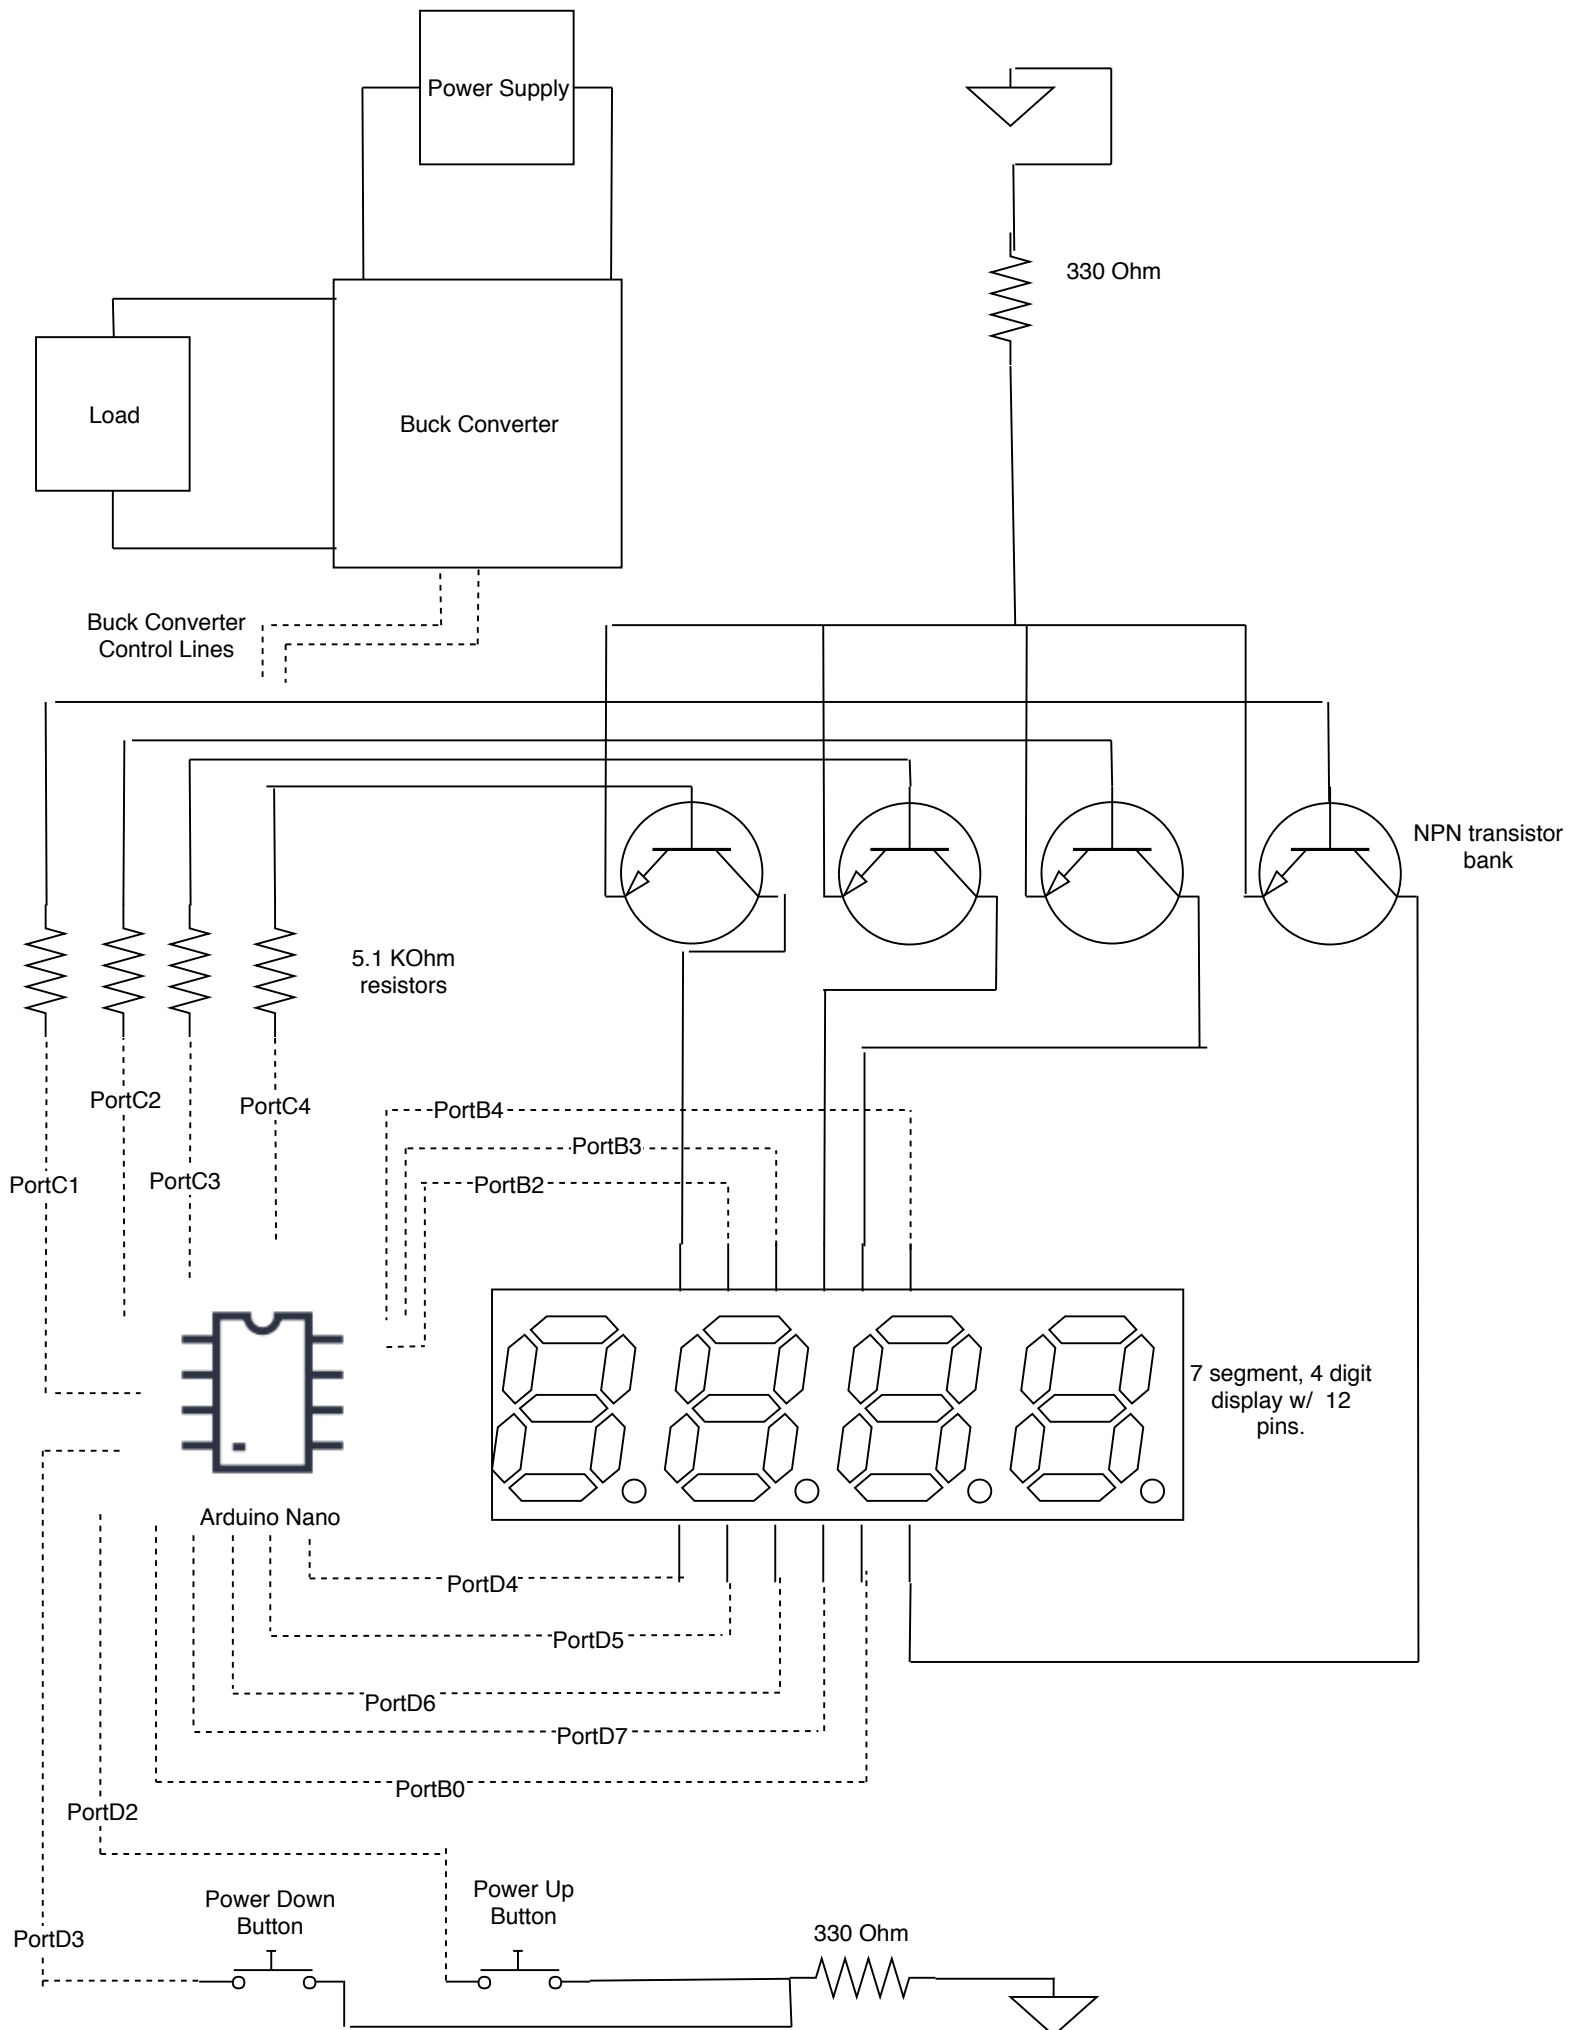 Power Supply
330 Ohm
Load
Buck Converter
Buck Converter
Control Lines
NPN transistor
bank
5.1 KOhm
resistors
PortC2
PortC4
PortB4
PortB3
PortC1
PortC3
PortB2
7 segment, 4 digit
display w/  12
pins.
Arduino Nano
PortD4
PortD5
PortD6
PortD7
PortB0
PortD2
Power Down
Button
Power Up
Button
PortD3
330 Ohm